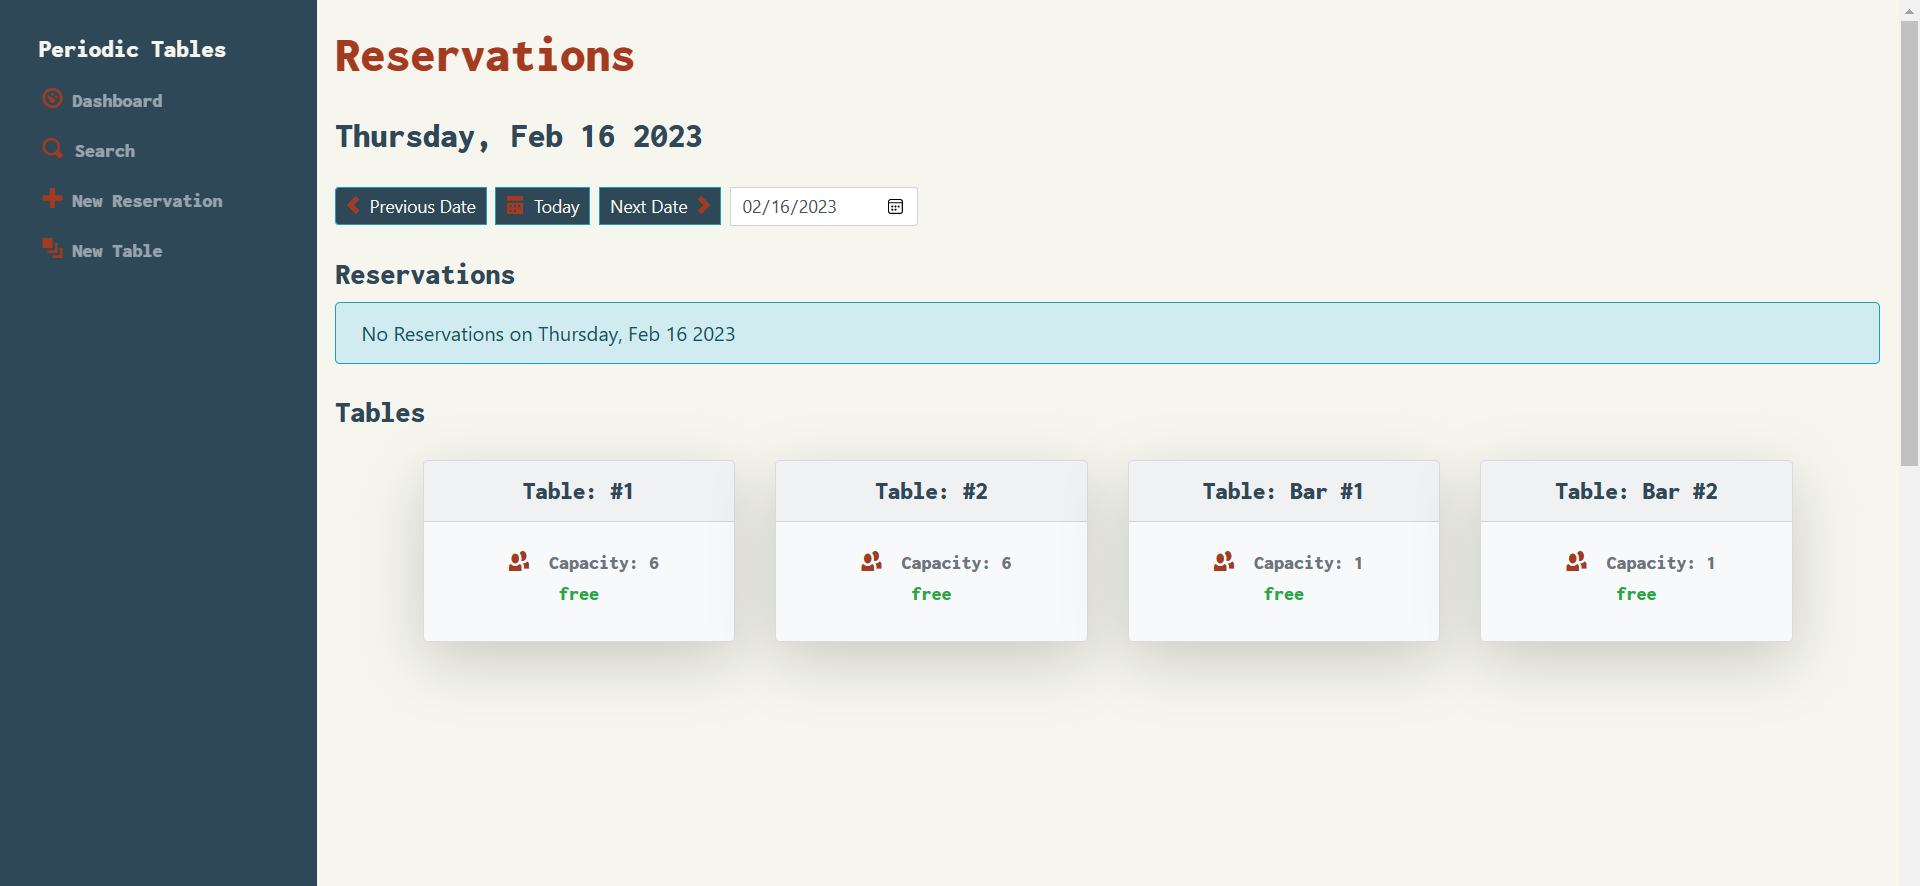 Periodic Tables
Dashboard
Search
New Reservation
New Table
Reservations
Thursday, Feb 16 2023
Previous Date
Today
Next Date
02/16/2023
Reservations
No Reservations on Thursday, Feb 16 2023
Tables
Table: #1
Capacity: 6
free
Table: #2
Capacity: 6
free
Table: Bar #1
Capacity: 1
free
Table: Bar #2
Capacity: 1
free